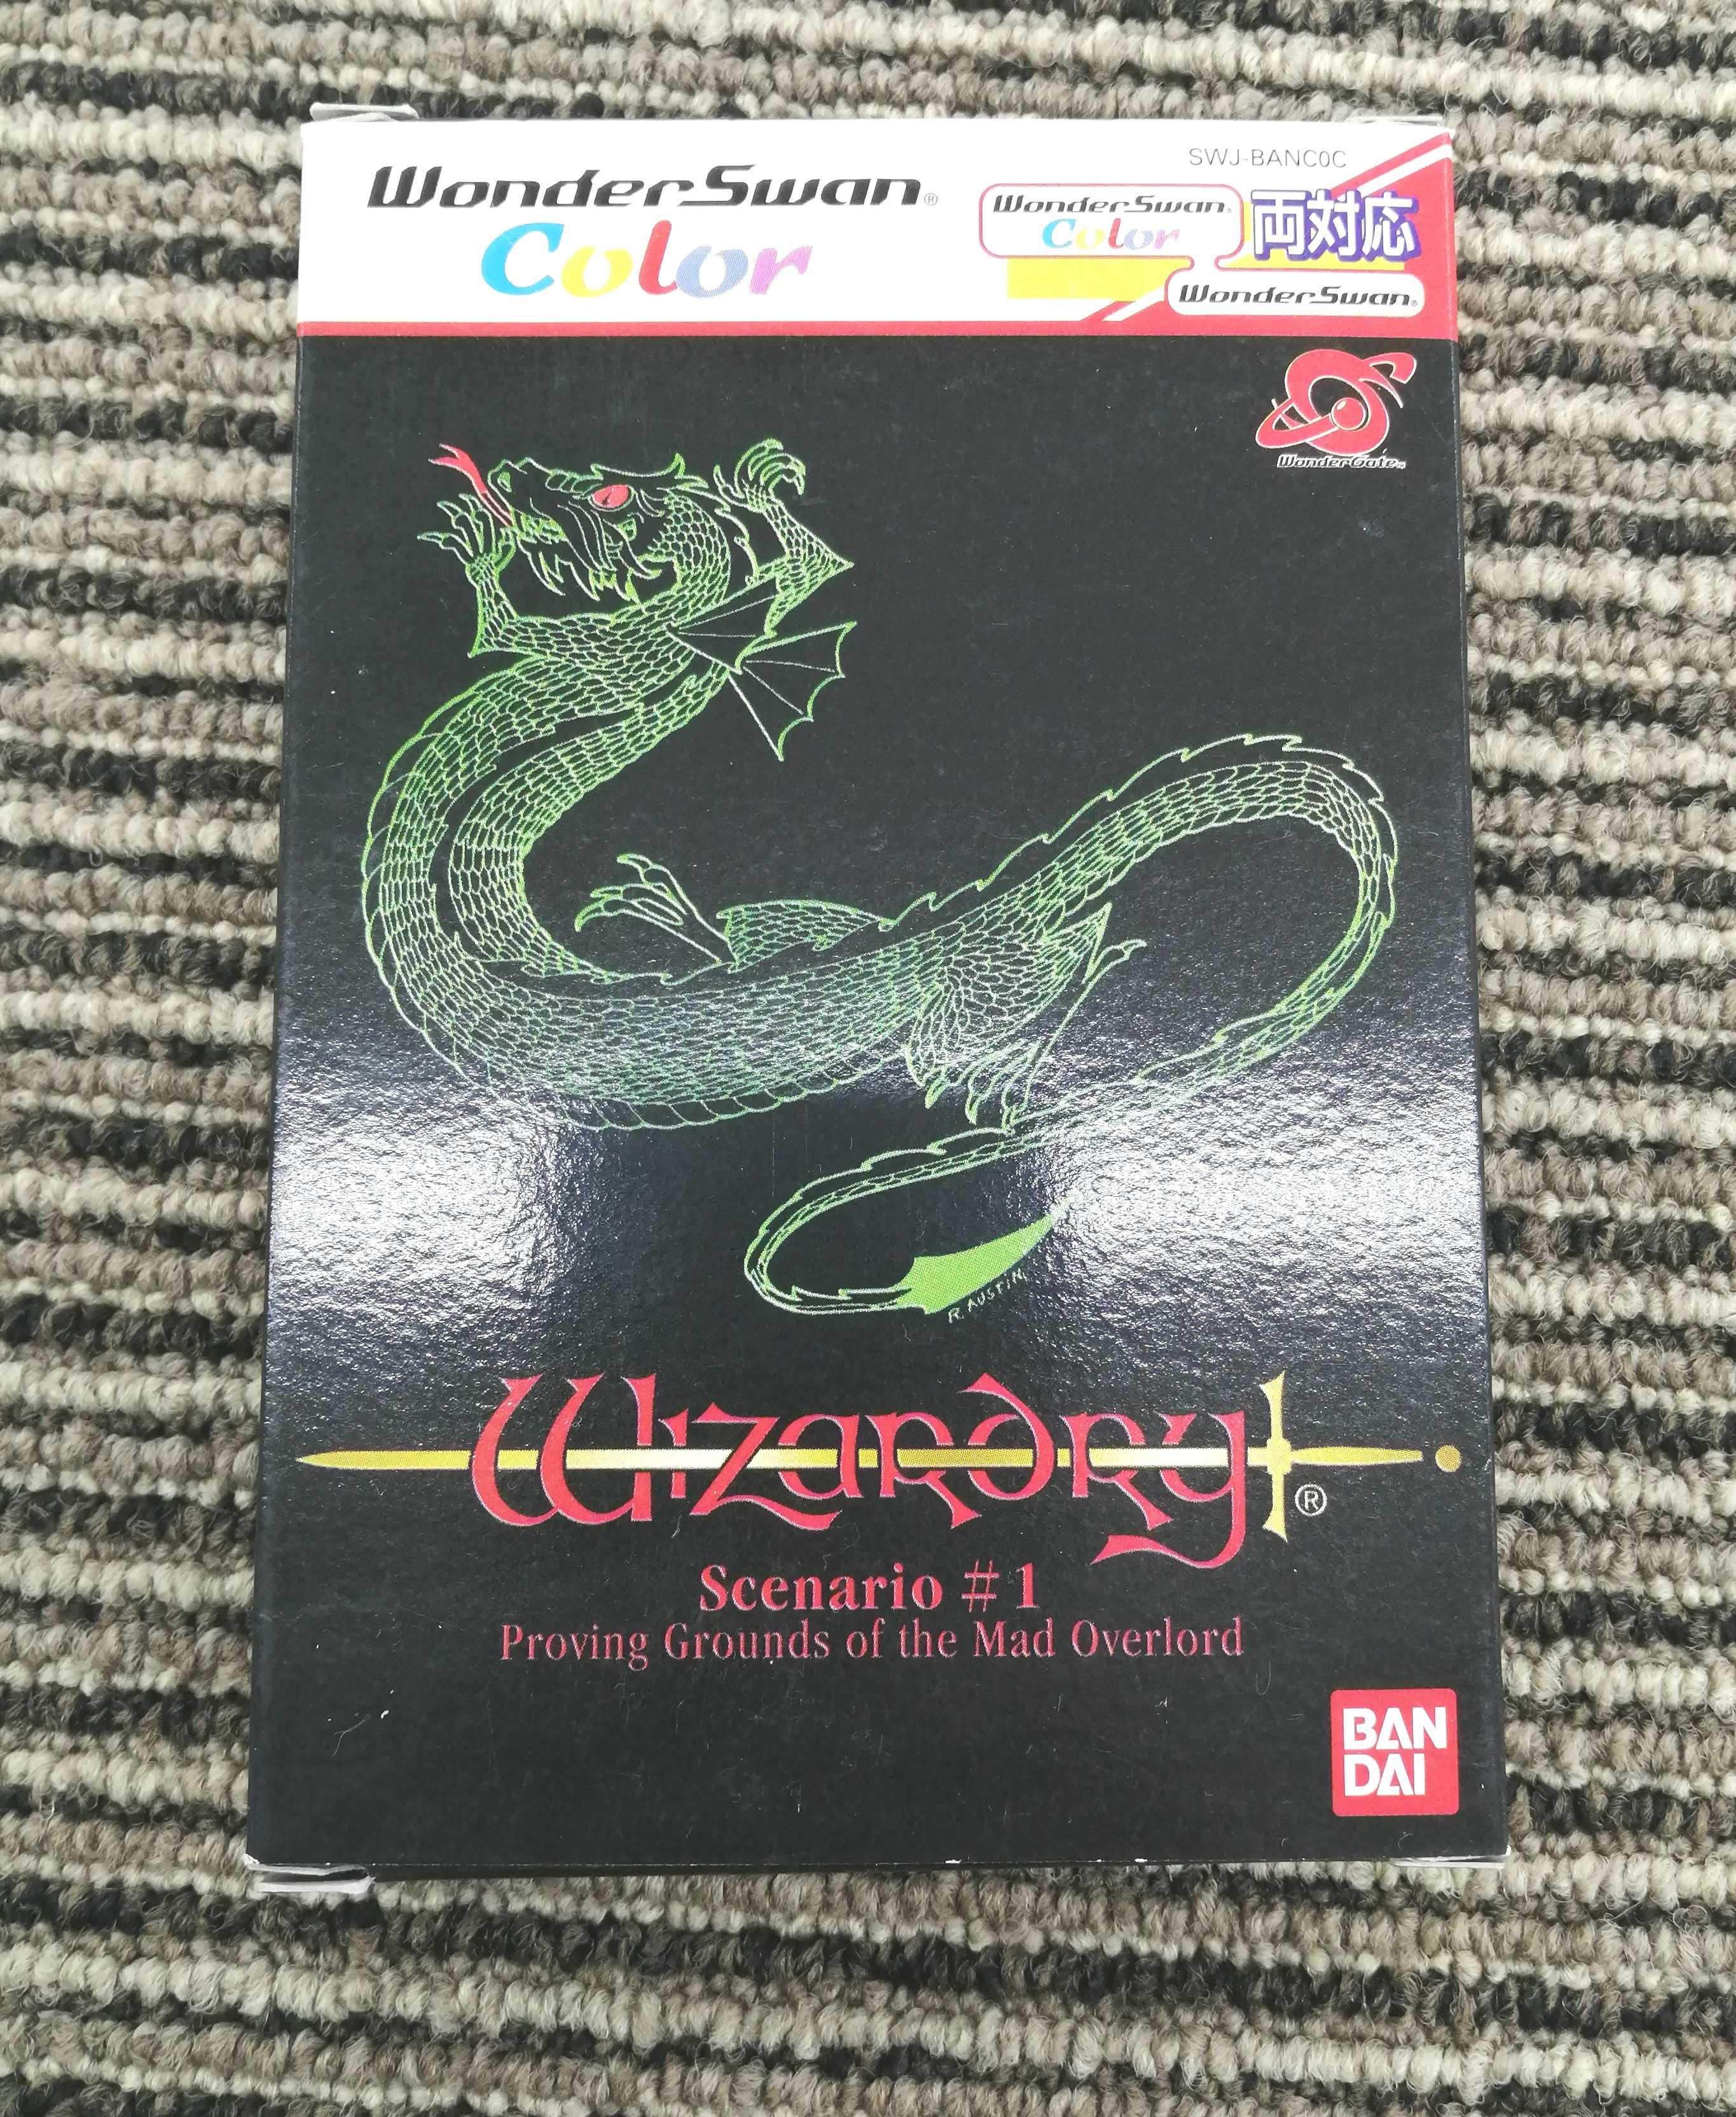 SWJ-BANC0C
WonderSwan®
Color
WonderSwan®
Color
両対応
WonderSwan®
WonderGate™
R. AUSTIN
Wizardry®
Scenario #1
Proving Grounds of the Mad Overlord
BAN
DAI